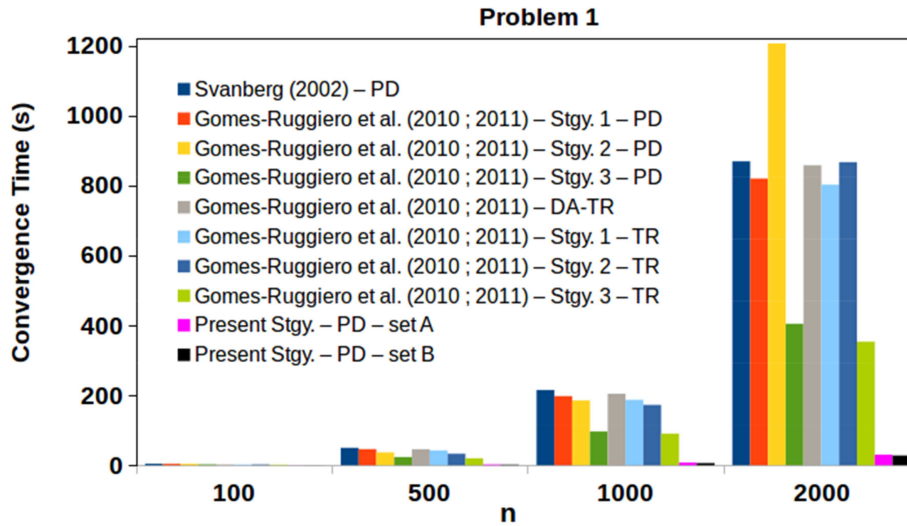 Problem 1
Convergence Time (s)
1200
1000
800
600
400
200
0
Svanberg (2002) – PD
Gomes-Ruggiero et al. (2010 ; 2011) – Stgy. 1 – PD
Gomes-Ruggiero et al. (2010 ; 2011) – Stgy. 2 – PD
Gomes-Ruggiero et al. (2010 ; 2011) – Stgy. 3 – PD
Gomes-Ruggiero et al. (2010 ; 2011) – DA-TR
Gomes-Ruggiero et al. (2010 ; 2011) – Stgy. 1 – TR
Gomes-Ruggiero et al. (2010 ; 2011) – Stgy. 2 – TR
Gomes-Ruggiero et al. (2010 ; 2011) – Stgy. 3 – TR
Present Stgy. – PD – set A
Present Stgy. – PD – set B
100
500
1000
2000
n